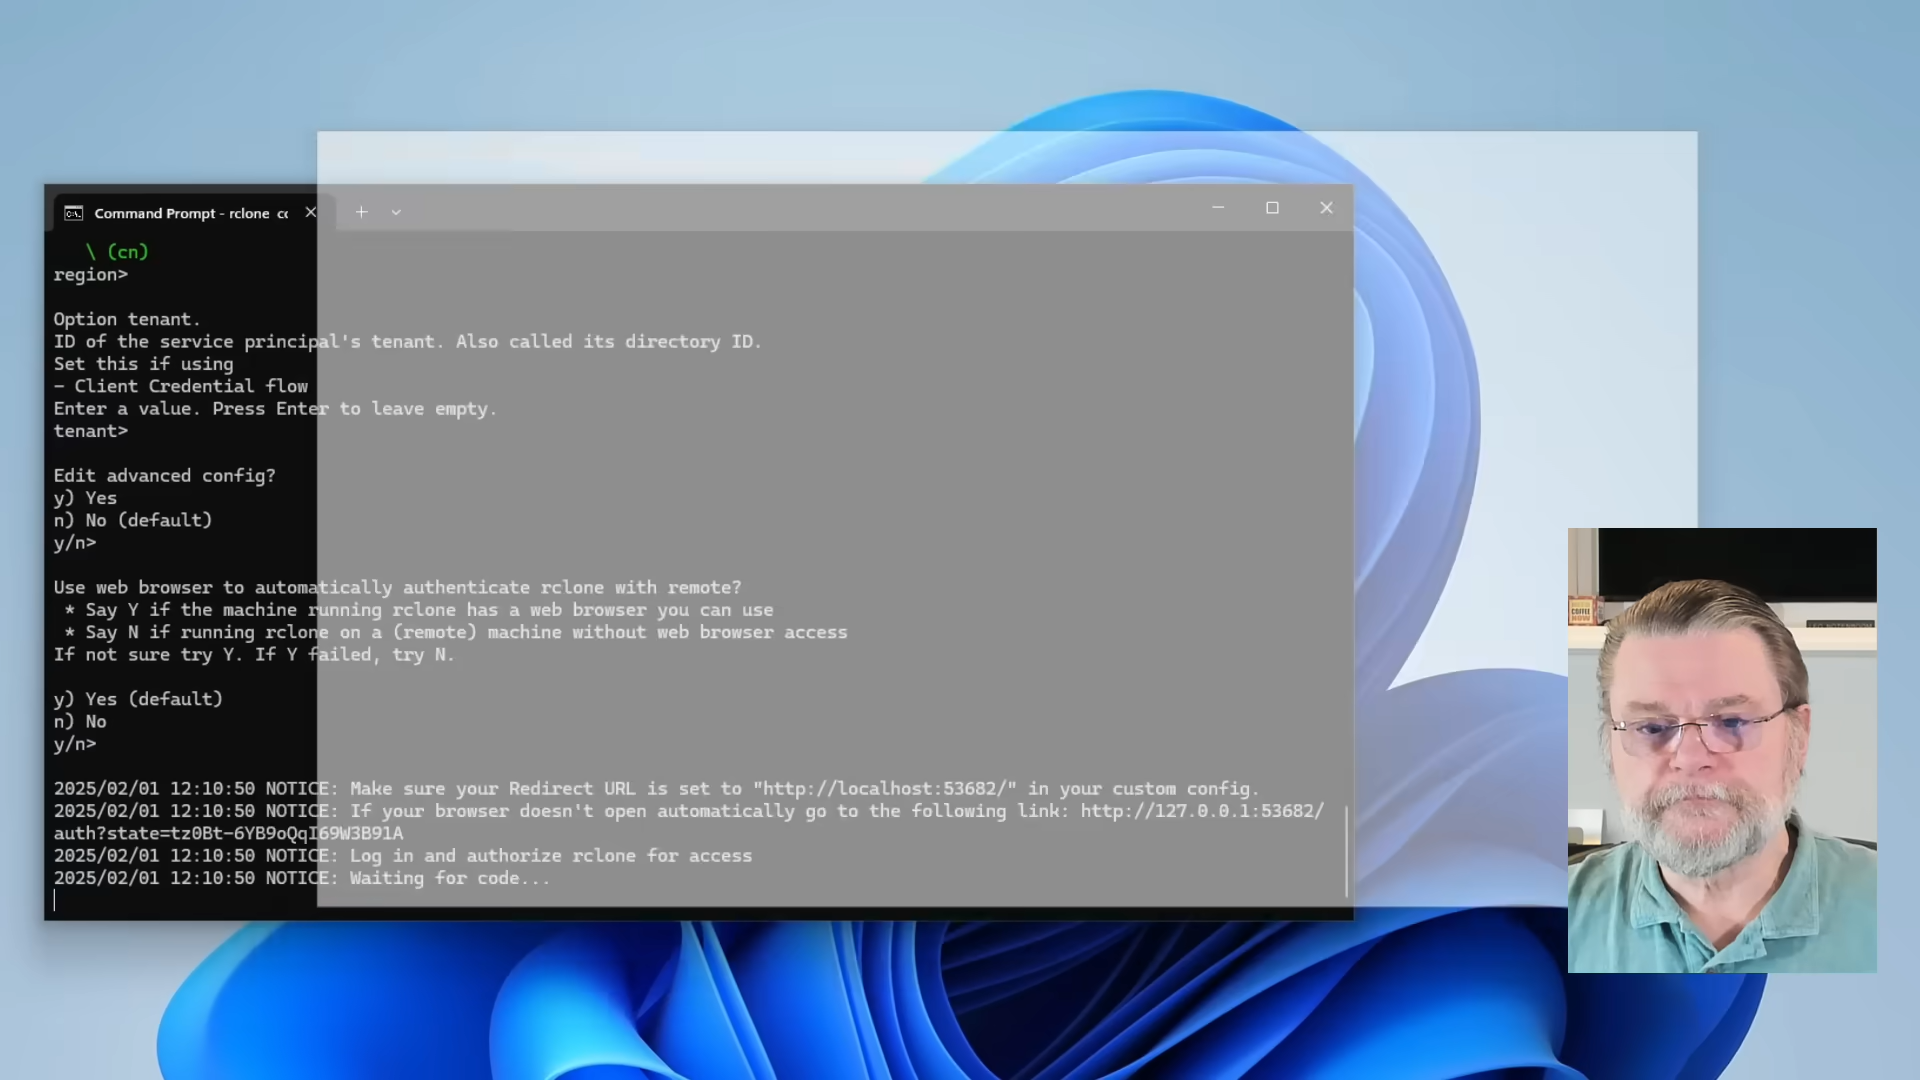 Command Prompt - rclone cc
\ (cn)
region>
Option tenant.
ID of the service principal's tenant. Also called its directory ID.
Set this if using
- Client Credential flow
Enter a value. Press Enter to leave empty.
tenant>
Edit advanced config?
y) Yes
n) No (default)
y/n>
Use web browser to automatically authenticate rclone with remote?
* Say Y if the machine running rclone has a web browser you can use
* Say N if running rclone on a (remote) machine without web browser access
If not sure try Y. If Y failed, try N.
y) Yes (default)
n) No
y/n>
2025/02/01 12:10:50 NOTICE: Make sure your Redirect URL is set to "http://localhost:53682/" in your custom config.
2025/02/01 12:10:50 NOTICE: If your browser doesn't open automatically go to the following link: http://127.0.0.1:53682/
auth?state=tz0Bt-6YB9oQqI69W3B91A
2025/02/01 12:10:50 NOTICE: Log in and authorize rclone for access
2025/02/01 12:10:50 NOTICE: Waiting for code...